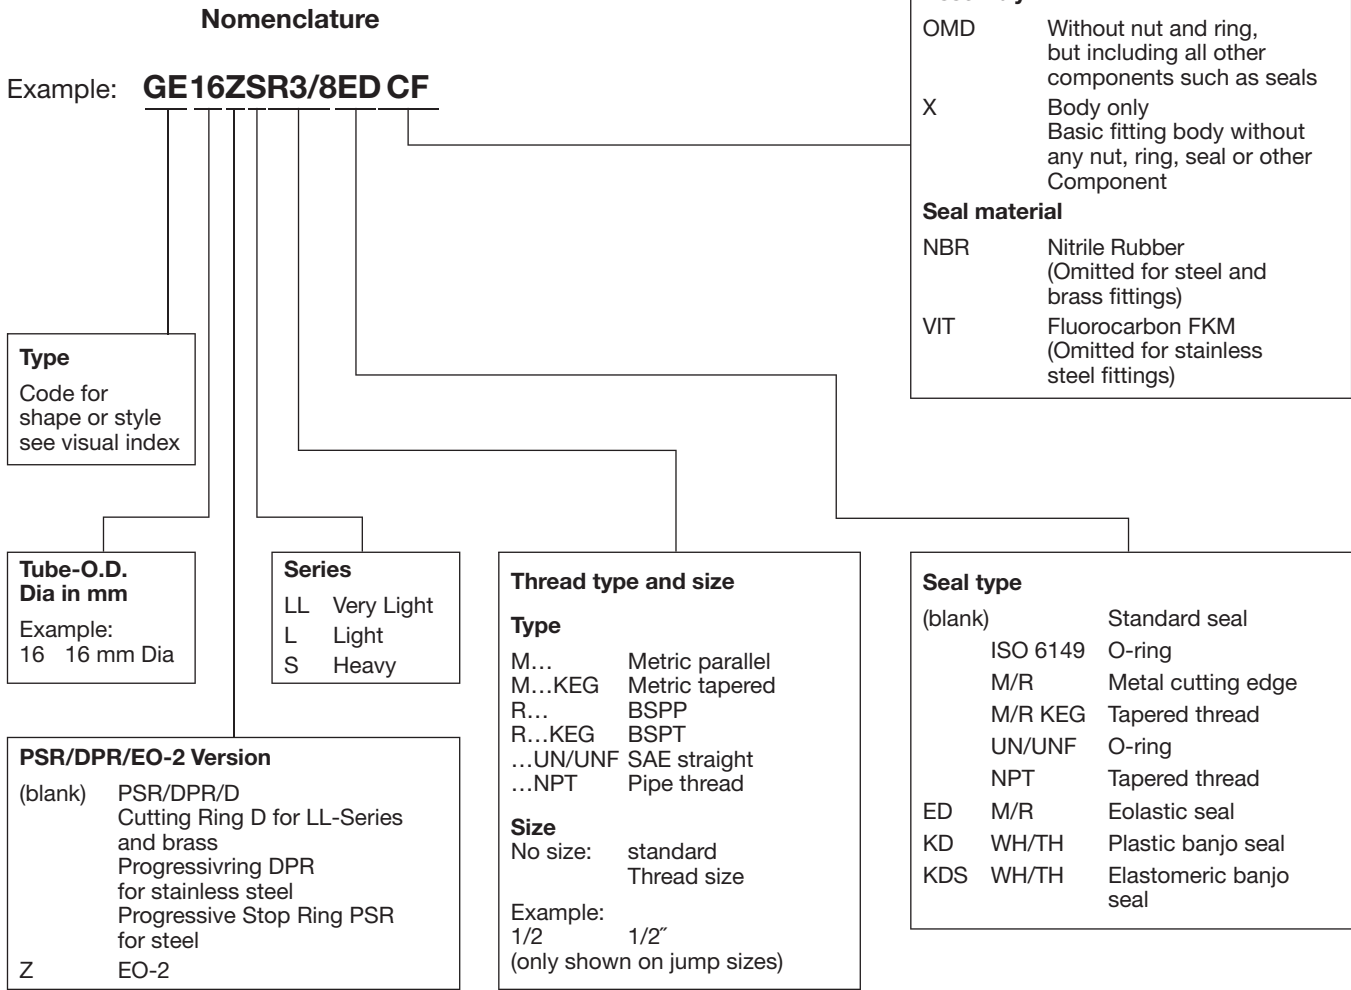 Nomenclature
Example: GE16ZSR3/8ED CF
OMD Without nut and ring,
but including all other
components such as seals
X Body only
Basic fitting body without
any nut, ring, seal or other
Component
Seal material
NBR Nitrile Rubber
(Omitted for steel and
brass fittings)
VIT Fluorocarbon FKM
(Omitted for stainless
steel fittings)
Type
Code for
shape or style
see visual index
Tube-O.D.
Dia in mm
Example:
16 16 mm Dia
Series
LL Very Light
L Light
S Heavy
PSR/DPR/EO-2 Version
(blank) PSR/DPR/D
Cutting Ring D for LL-Series
and brass
Progressivring DPR
for stainless steel
Progressive Stop Ring PSR
for steel
Z EO-2
Thread type and size
Type
M... Metric parallel
M...KEG Metric tapered
R... BSPP
R...KEG BSPT
...UN/UNF SAE straight
...NPT Pipe thread
Size
No size: standard
Thread size
Example:
1/2 1/2˝
(only shown on jump sizes)
Seal type
(blank) Standard seal
ISO 6149 O-ring
M/R Metal cutting edge
M/R KEG Tapered thread
UN/UNF O-ring
NPT Tapered thread
ED M/R Eolastic seal
KD WH/TH Plastic banjo seal
KDS WH/TH Elastomeric banjo
seal